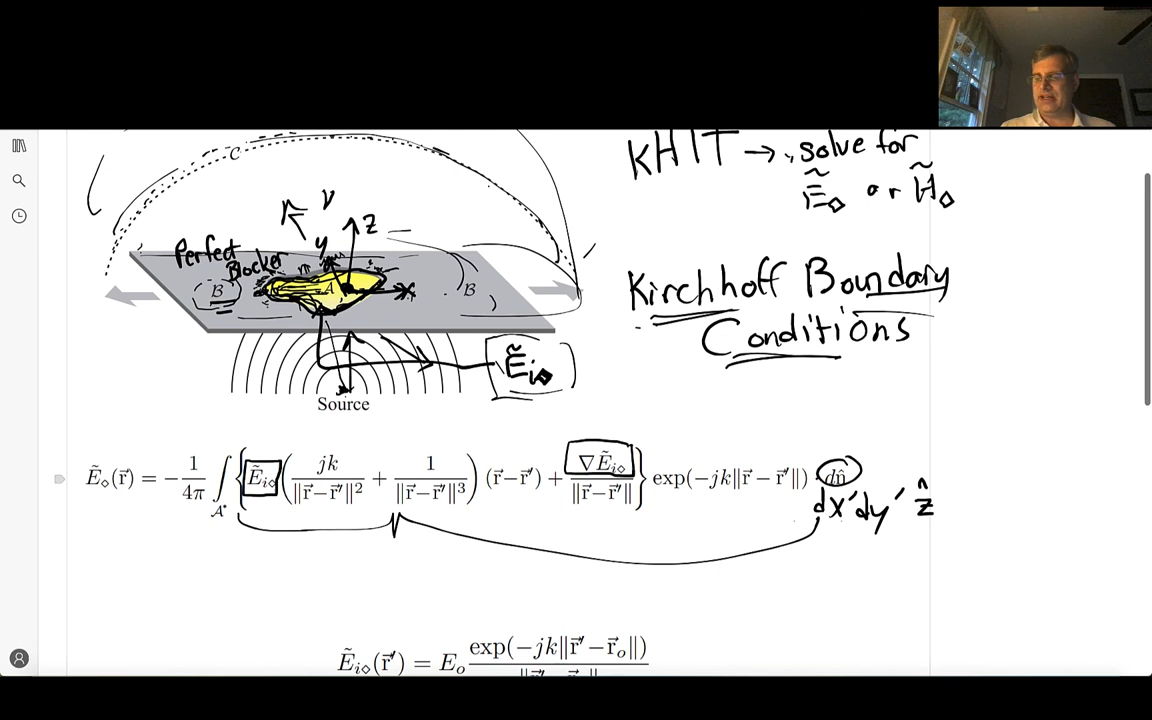 C
KHIT → solve for
Ẽ◇ or H̃◇
y
z
Perfect
Blocker
B
A
B
Kirchhoff Boundary
Conditions
Ẽi◇
Source
Ẽ◇(r⃗) = −1/4π ∫A {Ẽi◇(jk/‖r⃗−r⃗′‖² + 1/‖r⃗−r⃗′‖³)(r⃗−r⃗′) + ∇Ẽi◇/‖r⃗−r⃗′‖} exp(−jk‖r⃗−r⃗′‖) · dn̂
dx′dy′ ẑ
Ẽi◇(r⃗′) = Eo exp(−jk‖r⃗′−r⃗o‖)